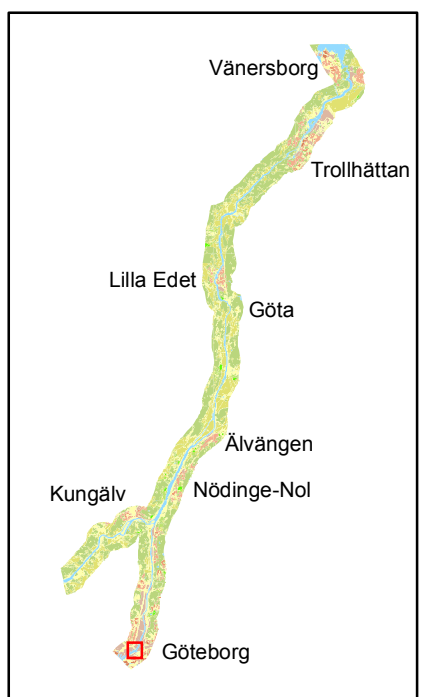 Vänersborg
Trollhättan
Lilla Edet
Göta
Älvängen
Nödinge-Nol
Kungälv
Göteborg